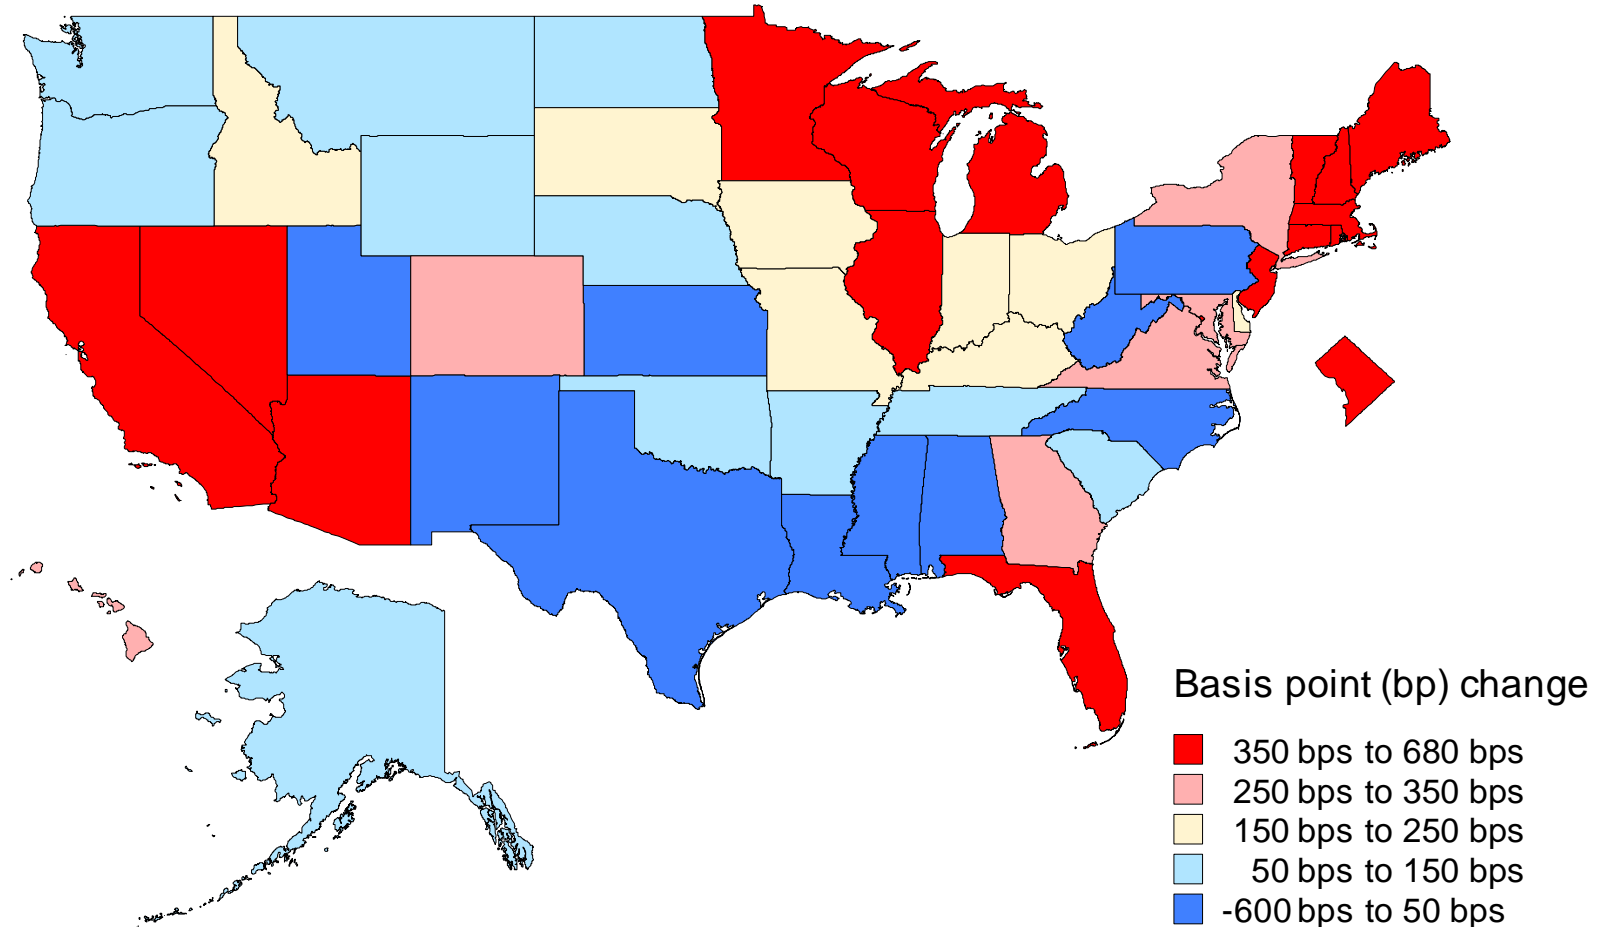 Basis point (bp) change
350 bps to 680 bps
250 bps to 350 bps
150 bps to 250 bps
50 bps to 150 bps
-600 bps to 50 bps